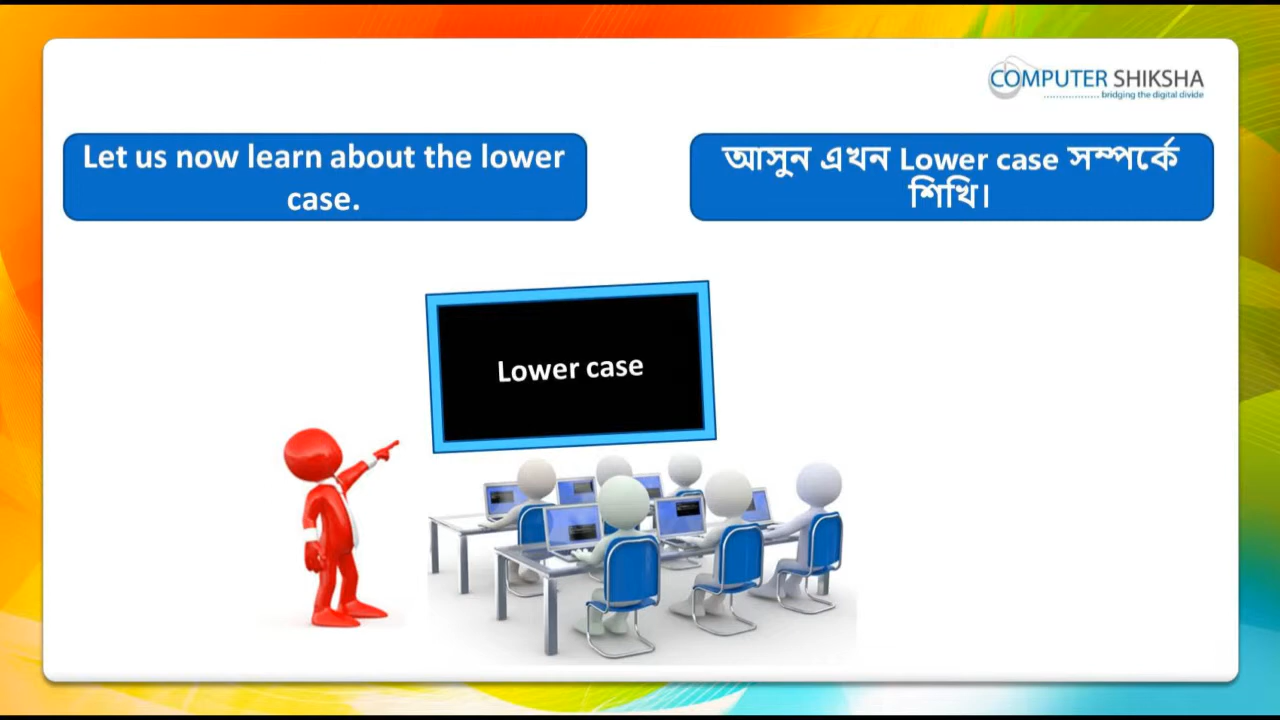 COMPUTER SHIKSHA
bridging the digital divide
Let us now learn about the lower
case.
আসুন এখন Lower case সম্পর্কে
শিখি।
Lower case